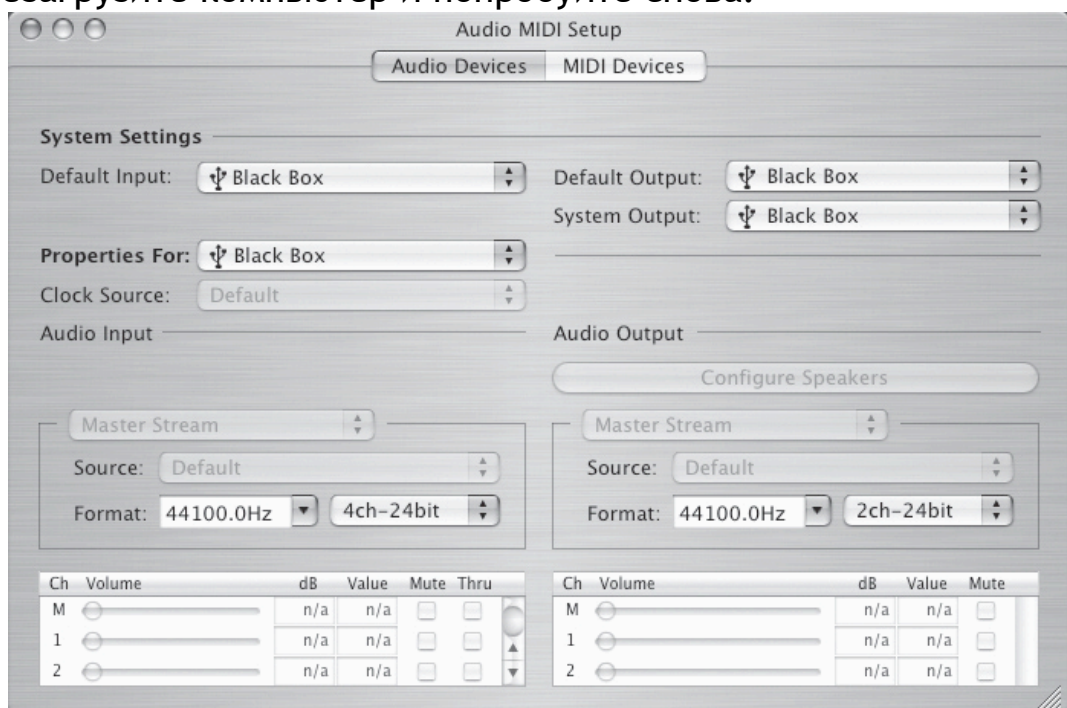 компьютер и попробуйте снова.
Audio MIDI Setup
Audio Devices MIDI Devices
System Settings
Default Input: Black Box Default Output: Black Box
System Output: Black Box
Properties For: Black Box
Clock Source: Default
Audio Input Audio Output
Configure Speakers
Master Stream Master Stream
Source: Default Source: Default
Format: 44100.0Hz 4ch-24bit Format: 44100.0Hz 2ch-24bit
Ch Volume dB Value Mute Thru Ch Volume dB Value Mute
M n/a n/a M n/a n/a
1 n/a n/a 1 n/a n/a
2 n/a n/a 2 n/a n/a